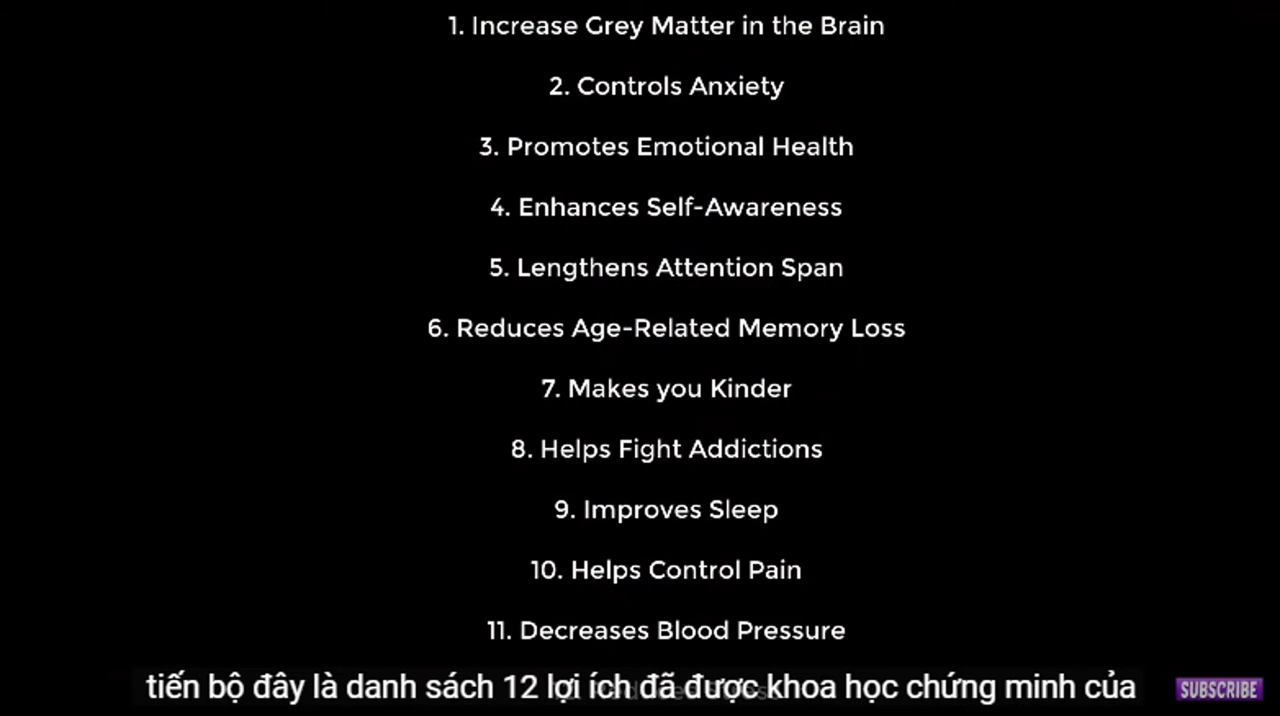 1. Increase Grey Matter in the Brain
2. Controls Anxiety
3. Promotes Emotional Health
4. Enhances Self-Awareness
5. Lengthens Attention Span
6. Reduces Age-Related Memory Loss
7. Makes you Kinder
8. Helps Fight Addictions
9. Improves Sleep
10. Helps Control Pain
11. Decreases Blood Pressure
tiến bộ đây là danh sách 12 lợi ích đã được khoa học chứng minh của
SUBSCRIBE